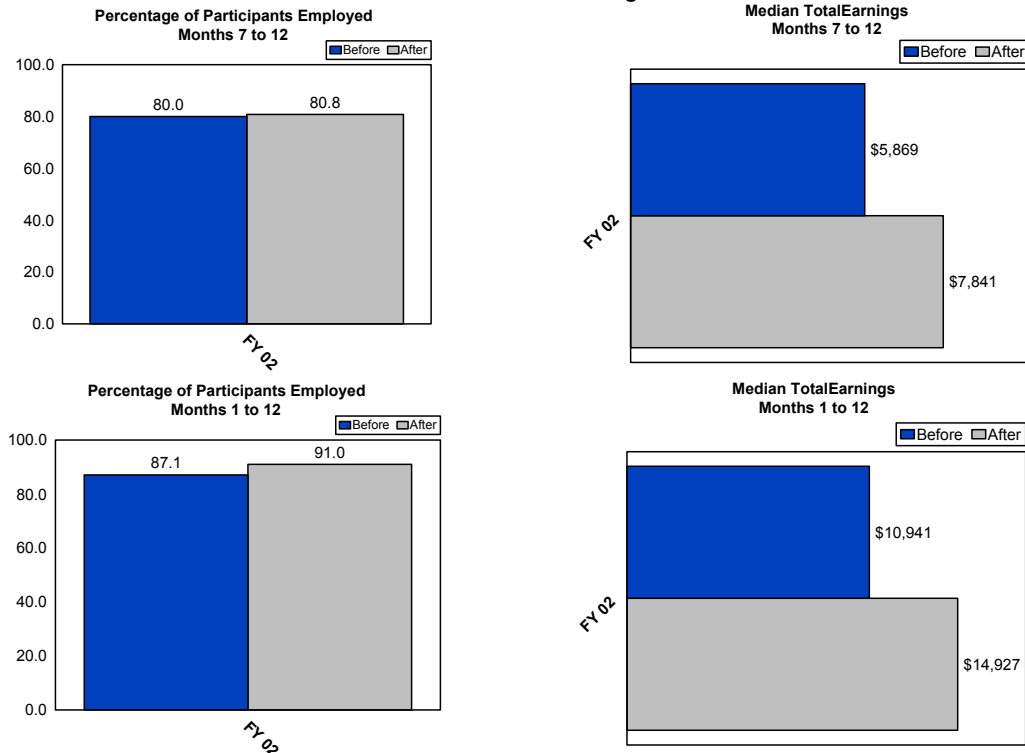 Percentage of Participants Employed
Months 7 to 12
Before After
100.0
80.0
60.0
40.0
20.0
0.0
80.0
80.8
FY 02
Median TotalEarnings
Months 7 to 12
Before After
$5,869
$7,841
FY 02
Percentage of Participants Employed
Months 1 to 12
Before After
100.0
80.0
60.0
40.0
20.0
0.0
87.1
91.0
FY 02
Median TotalEarnings
Months 1 to 12
Before After
$10,941
$14,927
FY 02